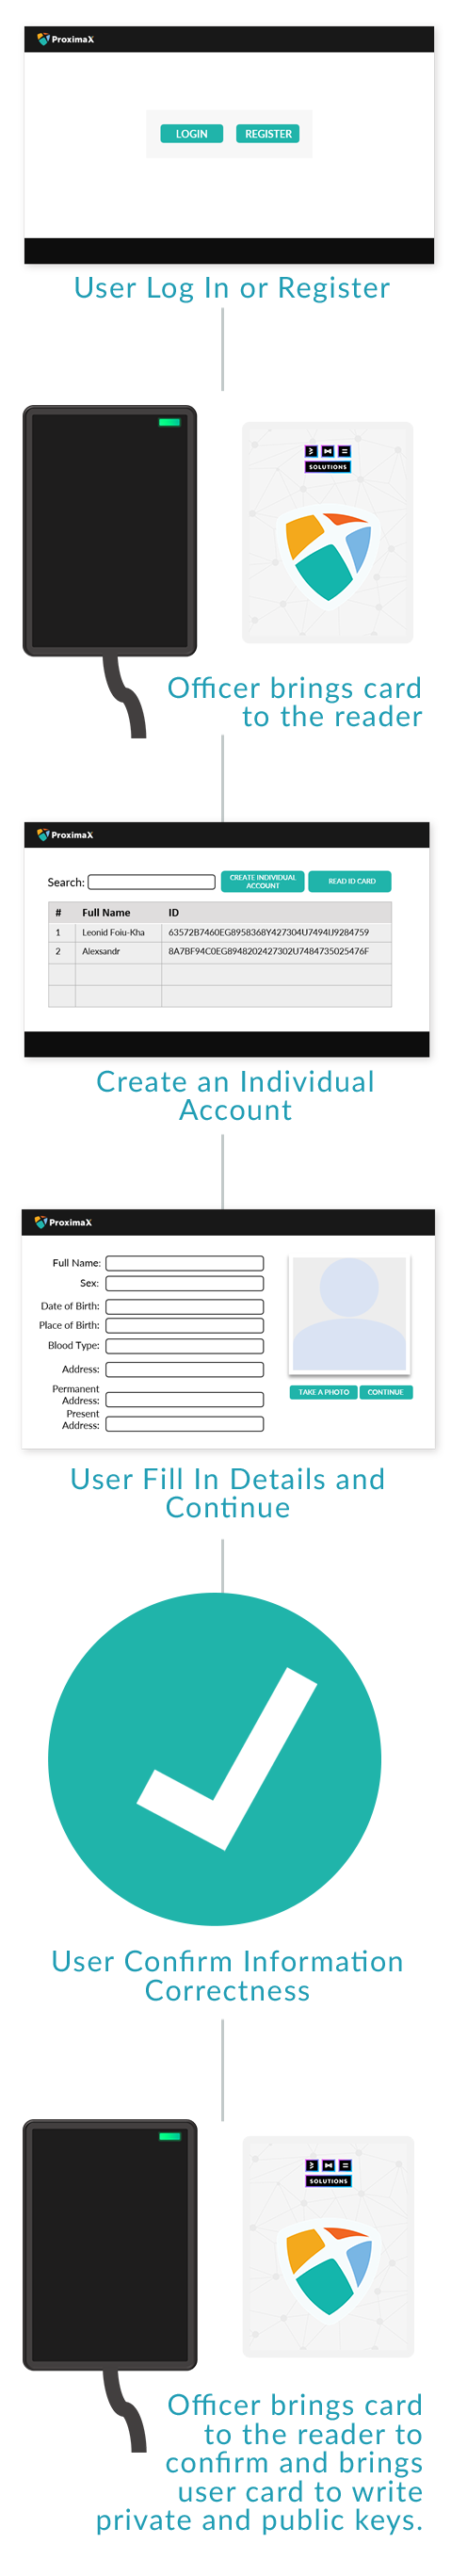 ProximaX
LOGIN
REGISTER
User Log In or Register
SOLUTIONS
Officer brings card
to the reader
ProximaX
Search:
CREATE INDIVIDUAL
ACCOUNT
READ ID CARD
# Full Name ID
1 Leonid Foiu-Kha 63572B7460EG8958368Y427304U7494IJ9284759
2 Alexsandr 8A7BF94C0EG8948202427302U7484735025476F
Create an Individual
Account
ProximaX
Full Name:
Sex:
Date of Birth:
Place of Birth:
Blood Type:
Address:
Permanent
Address:
Present
Address:
TAKE A PHOTO
CONTINUE
User Fill In Details and
Continue
User Confirm Information
Correctness
SOLUTIONS
Officer brings card
to the reader to
confirm and brings
user card to write
private and public keys.